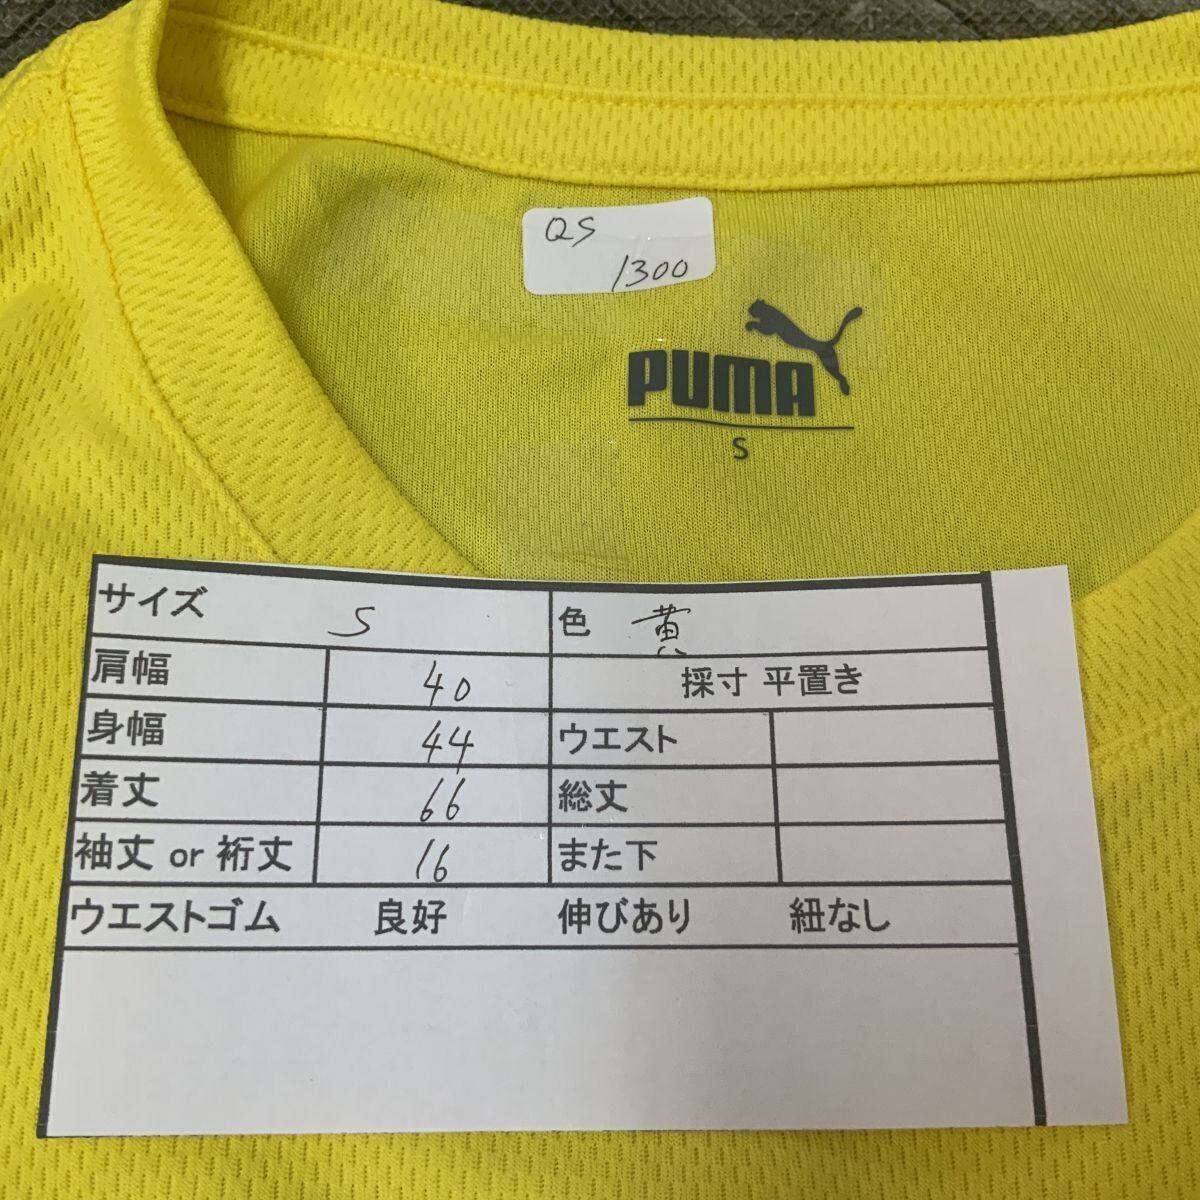 QS
1300
PUMA
S
サイズ S 色 黄
肩幅 40 採寸 平置き
身幅 44 ウエスト
着丈 66 総丈
袖丈 or 裄丈 16 また下
ウエストゴム 良好 伸びあり 紐なし